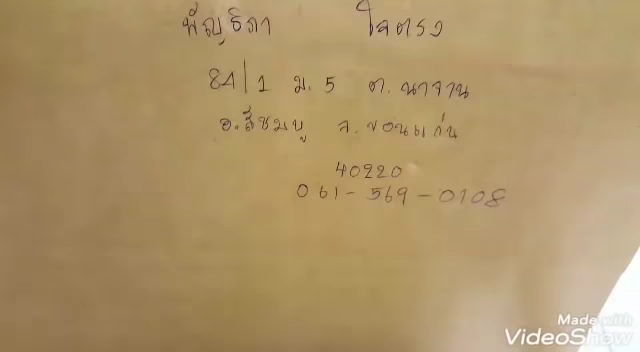 พัญธิภา ใจตรง
84/1 ม.5 ต.นาจาน
อ.สีชมพู จ.ขอนแก่น
40220
061-569-0108
Made with
VideoShow